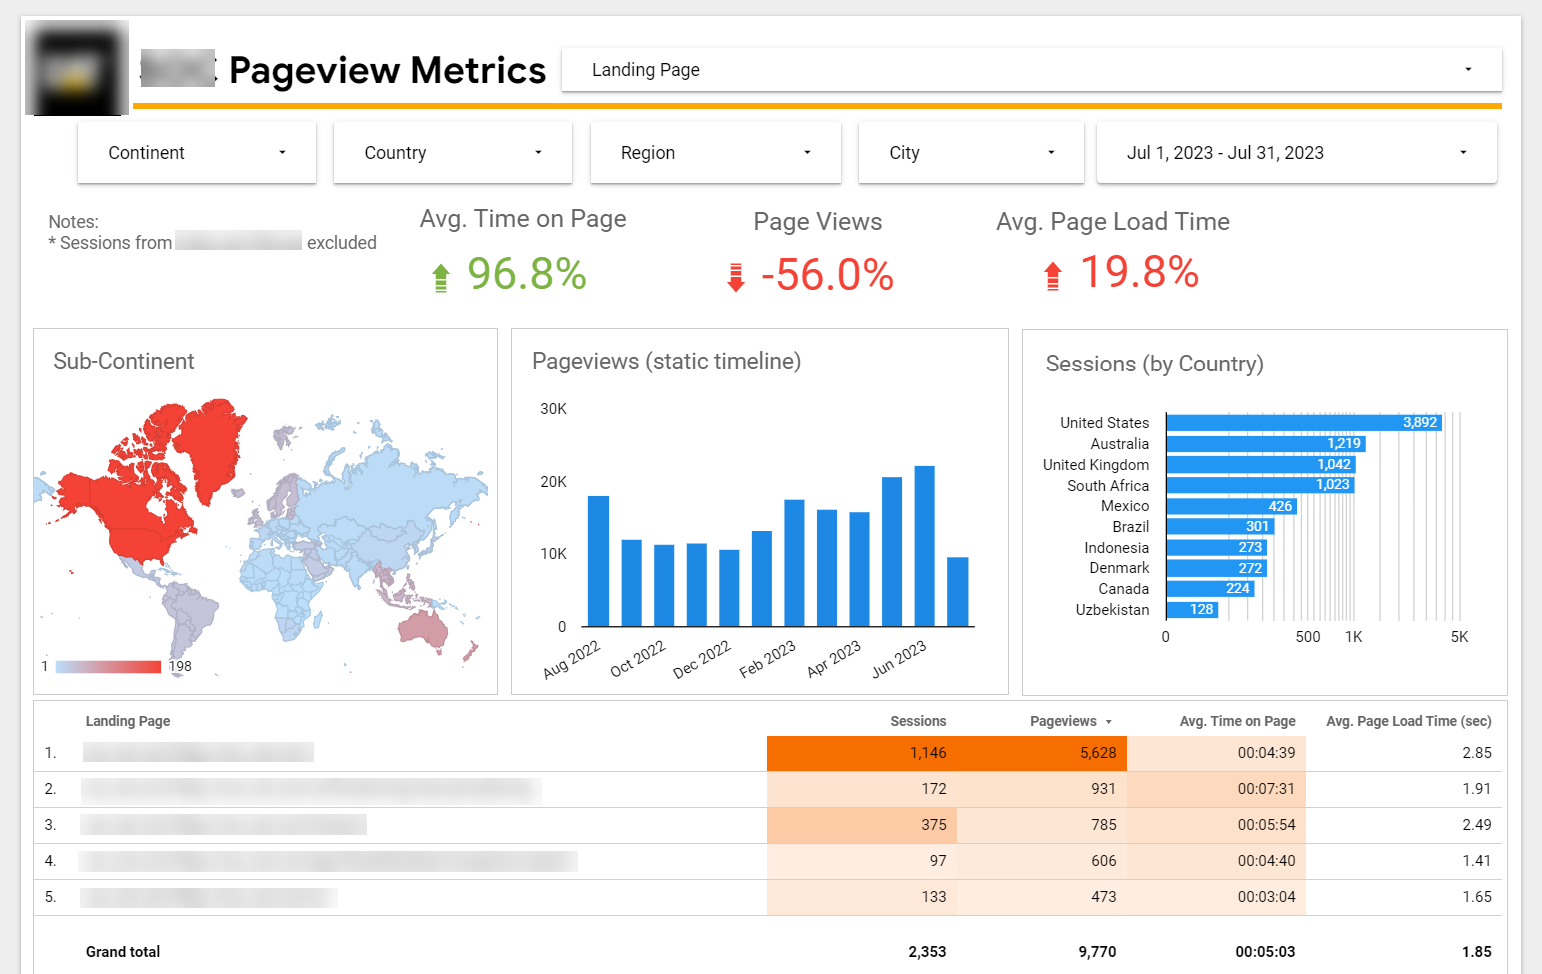 Pageview Metrics
Landing Page
Continent
Country
Region
City
Jul 1, 2023 - Jul 31, 2023
Notes:
* Sessions from excluded
Avg. Time on Page
96.8%
Page Views
-56.0%
Avg. Page Load Time
19.8%
Sub-Continent
1
198
Pageviews (static timeline)
30K
20K
10K
0
Aug 2022
Oct 2022
Dec 2022
Feb 2023
Apr 2023
Jun 2023
Sessions (by Country)
United States 3,892
Australia 1,219
United Kingdom 1,042
South Africa 1,023
Mexico 426
Brazil 301
Indonesia 273
Denmark 272
Canada 224
Uzbekistan 128
0 500 1K 5K
Landing Page Sessions Pageviews Avg. Time on Page Avg. Page Load Time (sec)
1. 1,146 5,628 00:04:39 2.85
2. 172 931 00:07:31 1.91
3. 375 785 00:05:54 2.49
4. 97 606 00:04:40 1.41
5. 133 473 00:03:04 1.65
Grand total 2,353 9,770 00:05:03 1.85